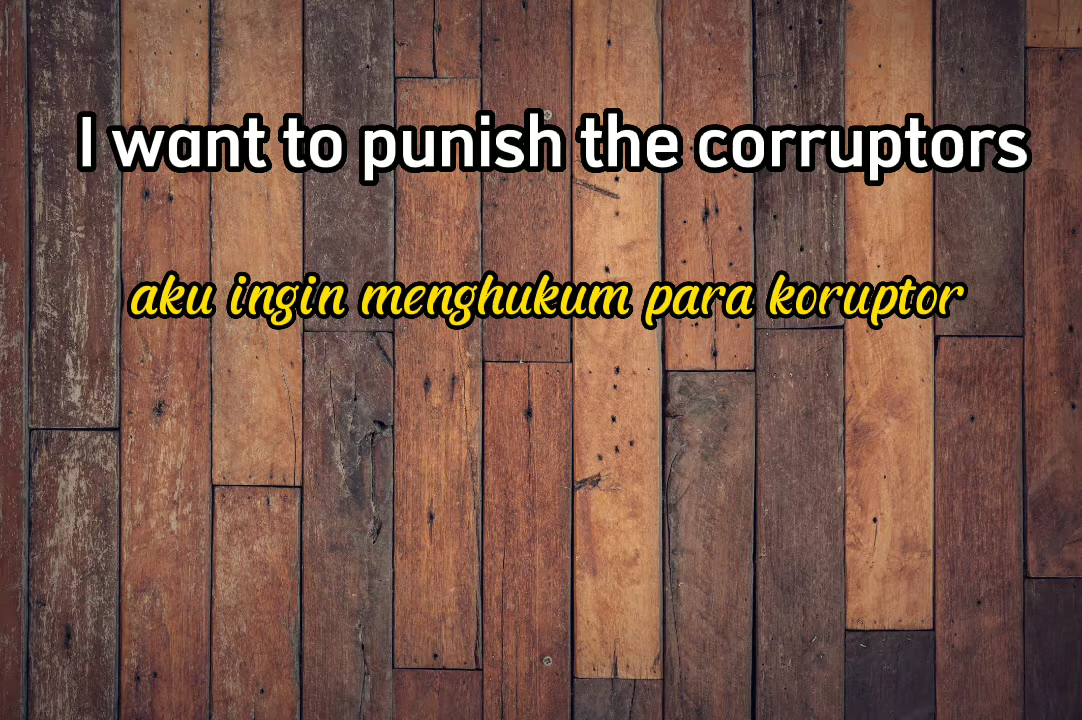 I want to punish the corruptors
aku ingin menghukum para koruptor